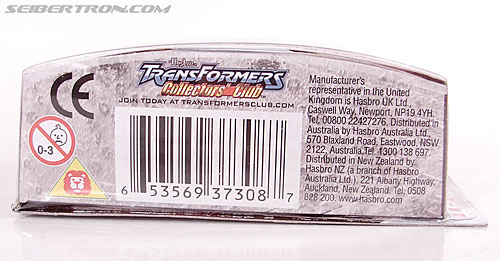 SEIBERTRON.COM
Hasbro
TRANSFORMERS
Collectors' Club
JOIN TODAY AT TRANSFORMERSCLUB.COM
CE
0-3
6 53569 37308 7
Manufacturer's
representative in the United
Kingdom is Hasbro UK Ltd.,
Caswell Way, Newport, NP19 4YH.
Tel. 00800 22427276. Distributed in
Australia by Hasbro Australia Ltd.,
570 Blaxland Road, Eastwood, NSW
2122, Australia. Tel. 1300 138 697.
Distributed in New Zealand by
Hasbro NZ (a branch of Hasbro
Australia Ltd.), 221 Albany Highway,
Auckland, New Zealand. Tel. 0508
828 200. www.hasbro.com